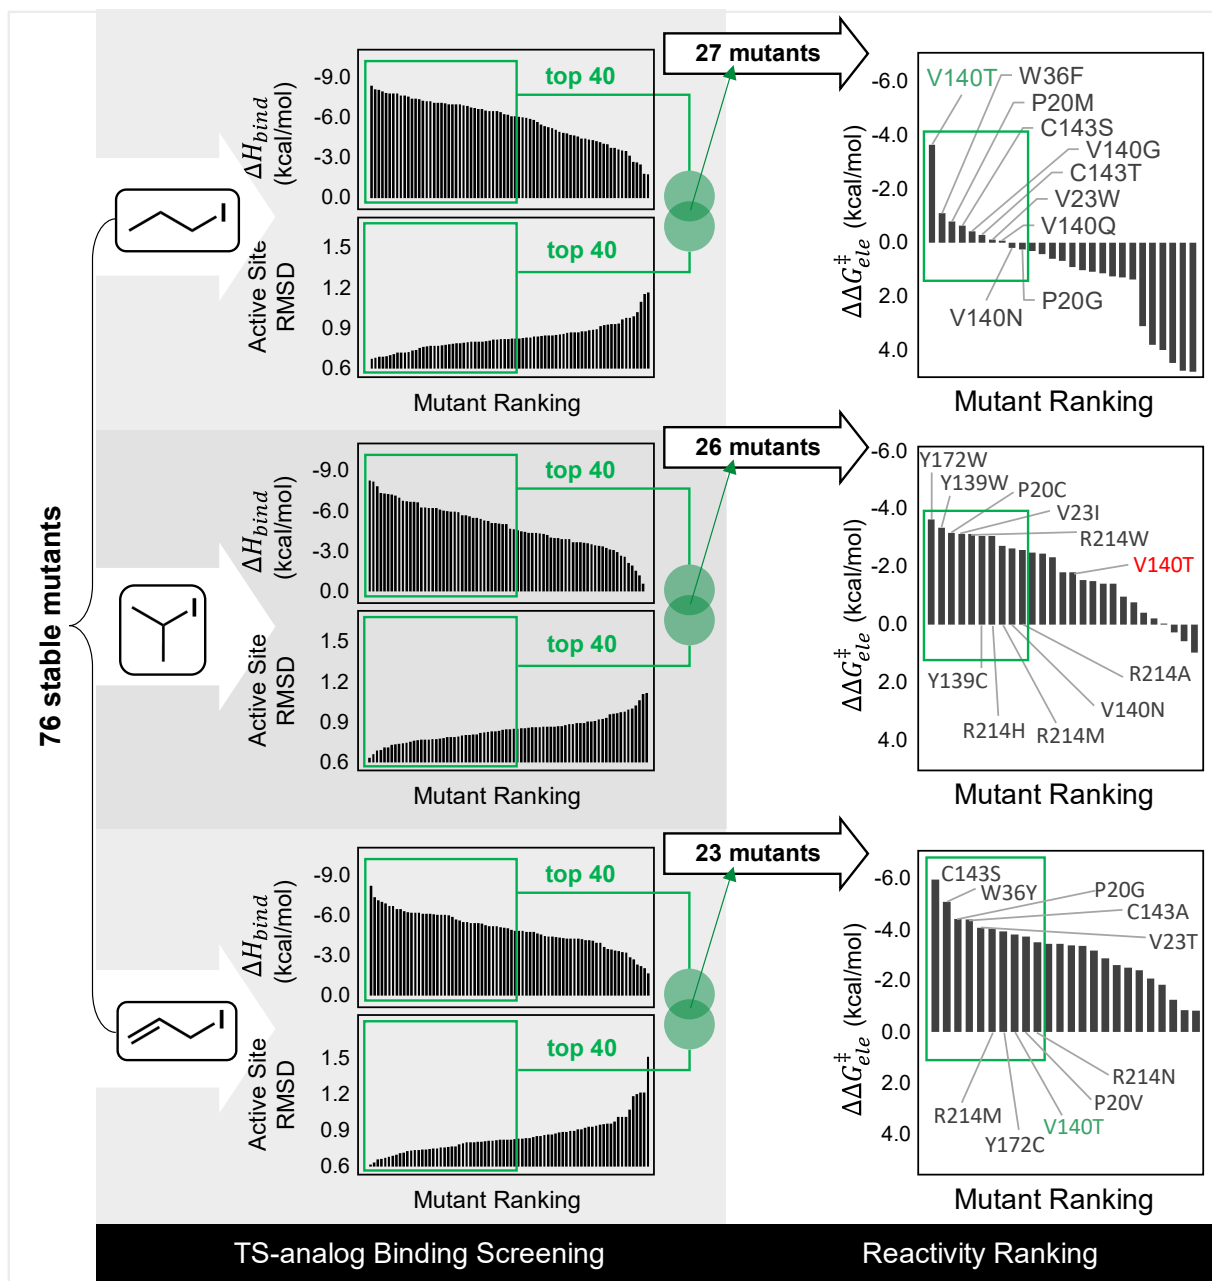 76 stable mutants
I
ΔH_bind
(kcal/mol)
-9.0
-6.0
-3.0
0.0
top 40
Active Site
RMSD
1.5
1.2
0.9
0.6
Mutant Ranking
27 mutants
ΔΔG‡ele (kcal/mol)
-6.0
-4.0
-2.0
0.0
2.0
4.0
V140T
W36F
P20M
C143S
V140G
C143T
V23W
V140Q
P20G
V140N
Mutant Ranking
I
ΔH_bind
(kcal/mol)
-9.0
-6.0
-3.0
0.0
top 40
Active Site
RMSD
1.5
1.2
0.9
0.6
Mutant Ranking
26 mutants
ΔΔG‡ele (kcal/mol)
-6.0
-4.0
-2.0
0.0
2.0
4.0
Y172W
Y139W
P20C
V23I
R214W
V140T
R214A
Y139C
V140N
R214H
R214M
Mutant Ranking
I
ΔH_bind
(kcal/mol)
-9.0
-6.0
-3.0
0.0
top 40
top 40
Active Site
RMSD
1.5
1.2
0.9
0.6
Mutant Ranking
23 mutants
ΔΔG‡ele (kcal/mol)
-6.0
-4.0
-2.0
0.0
2.0
4.0
C143S
W36Y
P20G
C143A
V23T
R214N
P20V
R214M
V140T
Y172C
Mutant Ranking
TS-analog Binding Screening
Reactivity Ranking